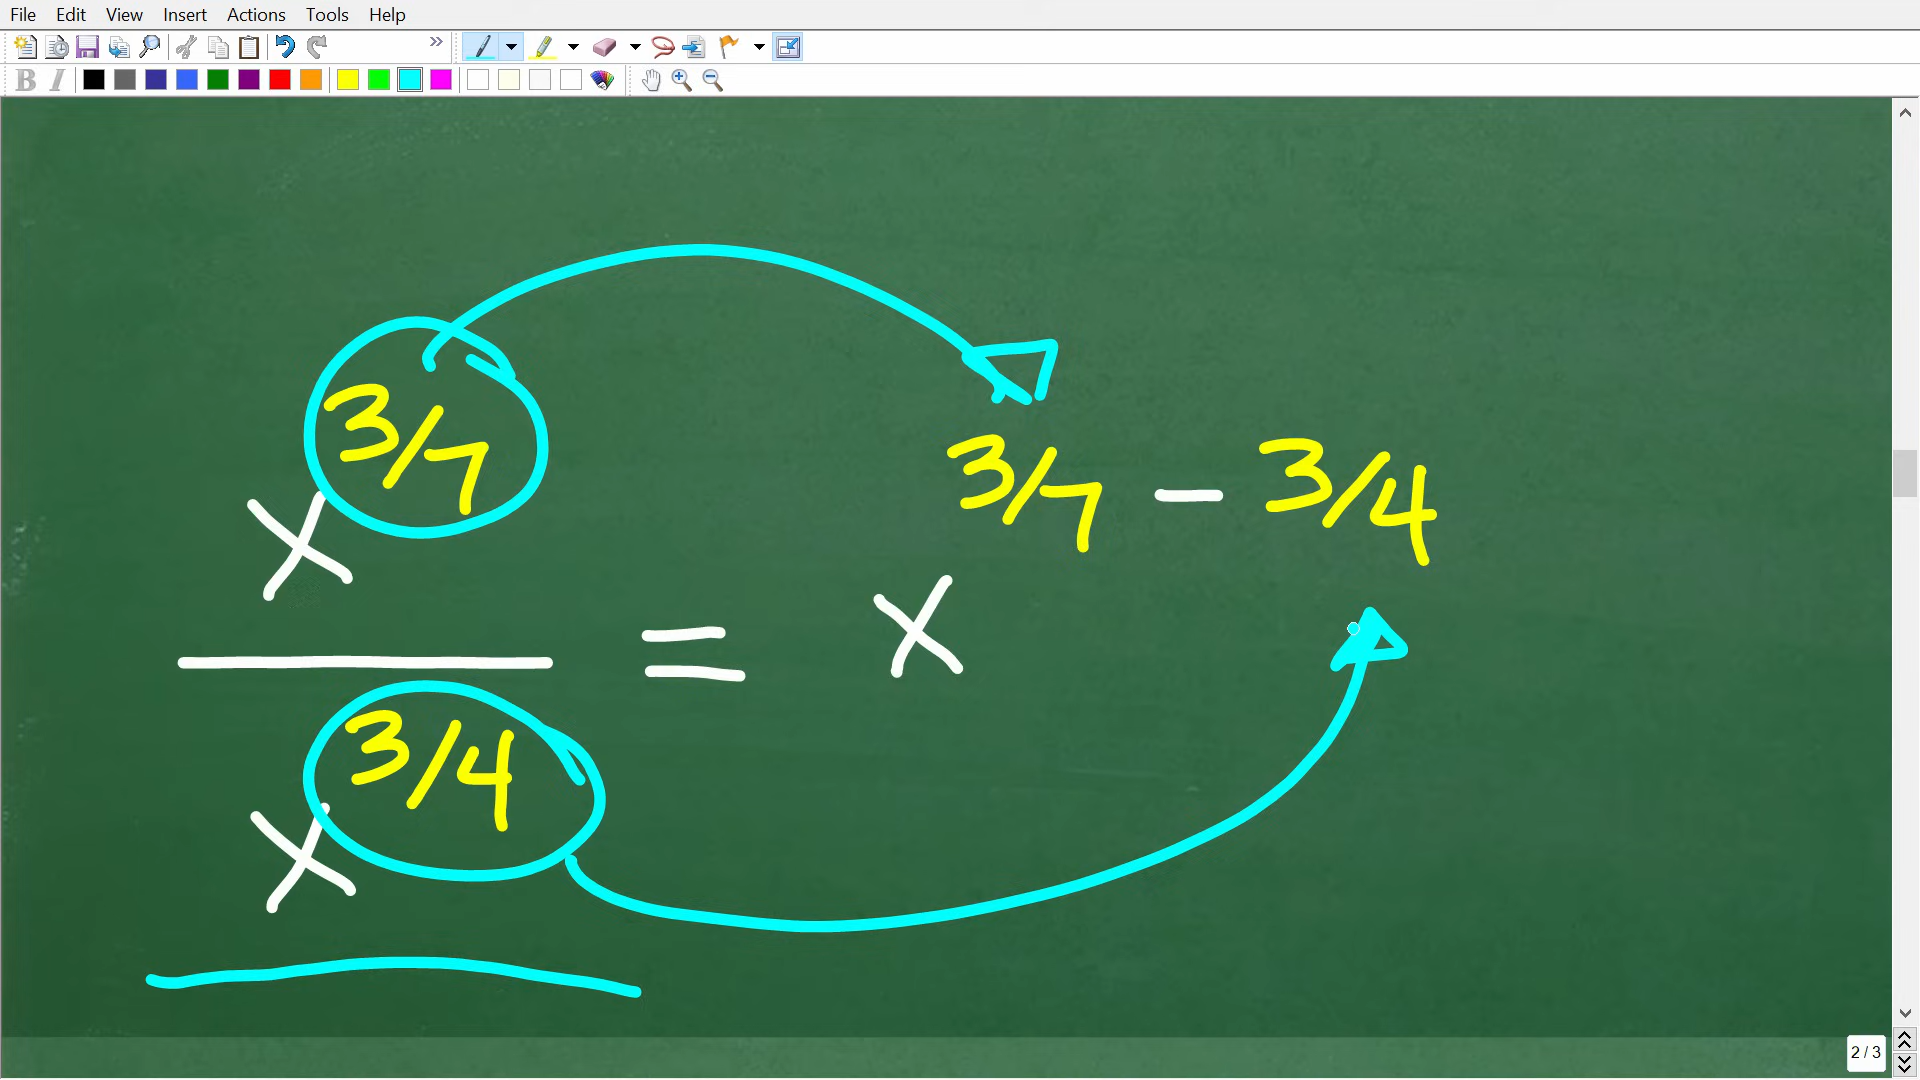 File Edit View Insert Actions Tools Help
B I
x^3/7 / x^3/4 = x^3/7 - 3/4
2 / 3